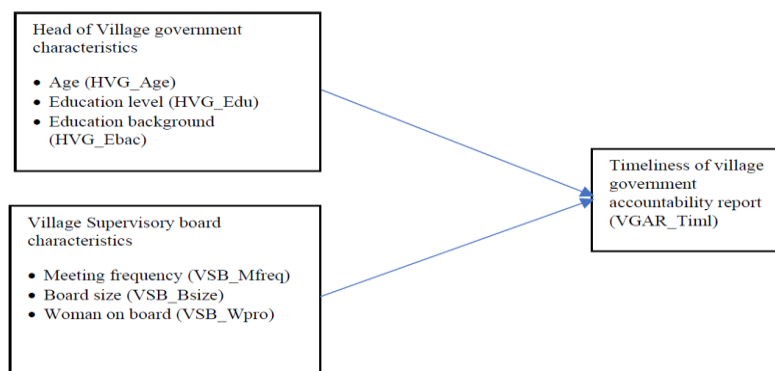 Head of Village government
characteristics
• Age (HVG_Age)
• Education level (HVG_Edu)
• Education background
(HVG_Ebac)
Village Supervisory board
characteristics
• Meeting frequency (VSB_Mfreq)
• Board size (VSB_Bsize)
• Woman on board (VSB_Wpro)
Timeliness of village
government
accountability report
(VGAR_Timl)